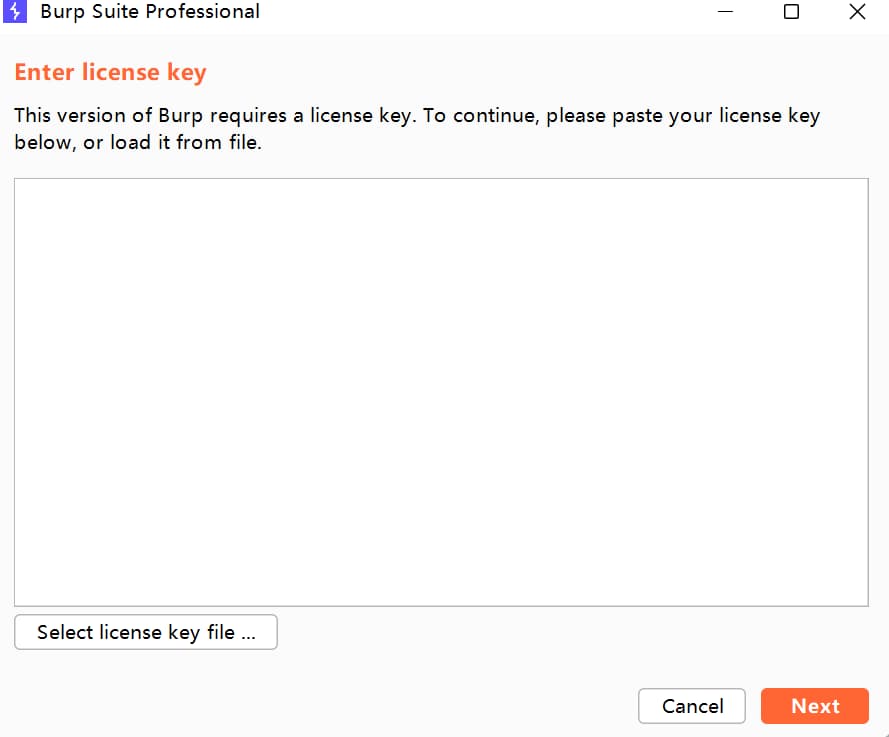 Burp Suite Professional
Enter license key
This version of Burp requires a license key. To continue, please paste your license key
below, or load it from file.
Select license key file ...
Cancel
Next